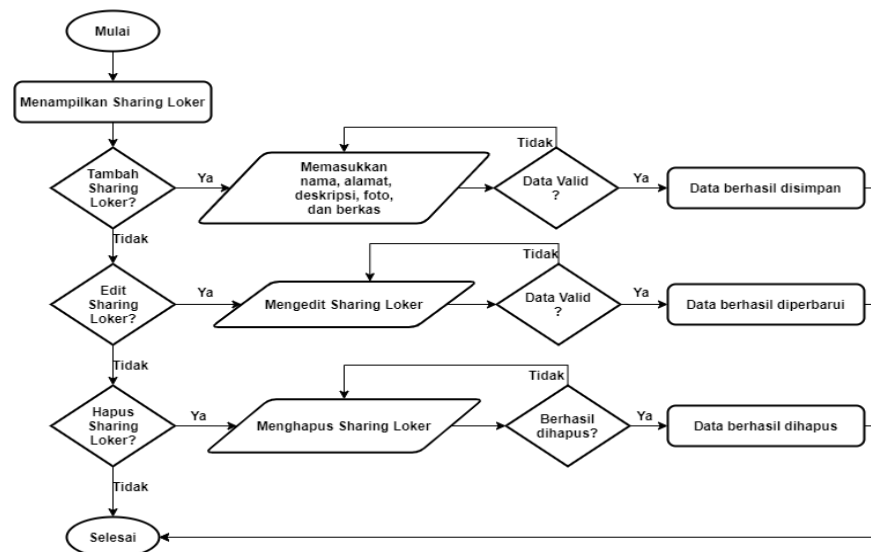 Mulai
Menampilkan Sharing Loker
Tambah
Sharing
Loker?
Ya
Memasukkan
nama, alamat,
deskripsi, foto,
dan berkas
Tidak
Data Valid
?
Ya
Data berhasil disimpan
Tidak
Edit
Sharing
Loker?
Ya
Mengedit Sharing Loker
Tidak
Data Valid
?
Ya
Data berhasil diperbarui
Tidak
Hapus
Sharing
Loker?
Ya
Menghapus Sharing Loker
Tidak
Berhasil
dihapus?
Ya
Data berhasil dihapus
Tidak
Selesai